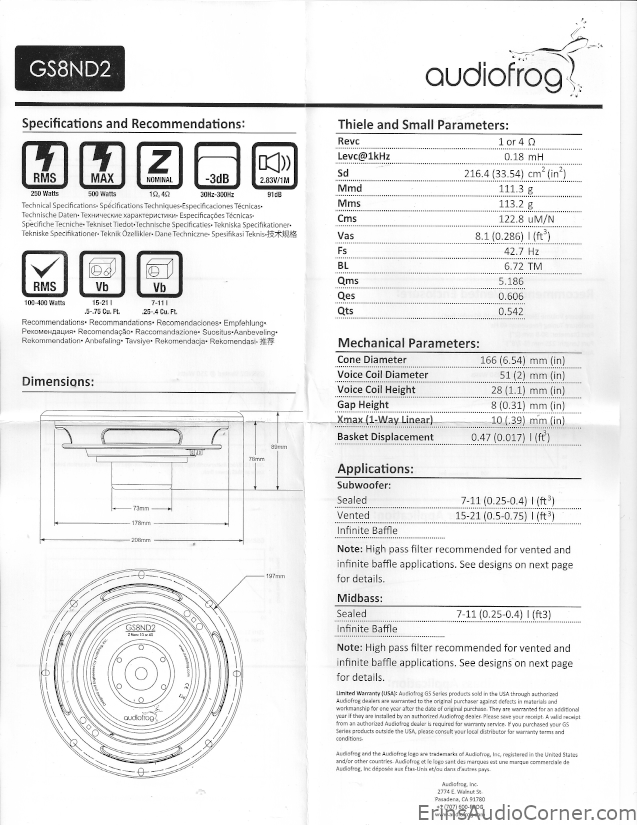 GS8ND2
audiofrog
Specifications and Recommendations:
RMS
MAX
Z
NOMINAL
-3dB
2.83V/1M
250 Watts
500 Watts
1Ω, 4Ω
30Hz-300Hz
91dB
Technical Specifications• Spécifications Techniques•Especificaciones Técnicas•
Technische Daten• Технические характеристики• Especificações Técnicas•
Specifiche Tecniche• Tekniset Tiedot•Technische Specificaties• Tekniska Specifikationer•
Tekniske Specifikationer• Teknik Özellikler• Dane Techniczne• Spesifikasi Teknis•技术规格
RMS
Vb
Vb
100-400 Watts
15-21 l
7-11 l
.5-.75 Cu. Ft.
.25-.4 Cu. Ft.
Recommendations• Recommandations• Recomendaciones• Empfehlung•
Рекомендация• Recomendação• Raccomandazione• Suositus•Aanbeveling•
Rekommendation• Anbefaling• Tavsiye• Rekomendacja• Rekomendasi• 推荐
Dimensions:
89mm
78mm
73mm
178mm
208mm
197mm
GS8ND2
audiofrog
Thiele and Small Parameters:
Revc 1 or 4 Ω
Levc@1kHz 0.18 mH
Sd 216.4 (33.54) cm² (in²)
Mmd 111.3 g
Mms 113.2 g
Cms 122.8 uM/N
Vas 8.1 (0.286) l (ft³)
Fs 42.7 Hz
BL 6.72 TM
Qms 5.186
Qes 0.606
Qts 0.542
Mechanical Parameters:
Cone Diameter 166 (6.54) mm (in)
Voice Coil Diameter 51 (2) mm (in)
Voice Coil Height 28 (1.1) mm (in)
Gap Height 8 (0.31) mm (in)
Xmax (1-Way Linear) 10 (.39) mm (in)
Basket Displacement 0.47 (0.017) l (ft³)
Applications:
Subwoofer:
Sealed 7-11 (0.25-0.4) l (ft³)
Vented 15-21 (0.5-0.75) l (ft³)
Infinite Baffle
Note: High pass filter recommended for vented and
infinite baffle applications. See designs on next page
for details.
Midbass:
Sealed 7-11 (0.25-0.4) l (ft3)
Infinite Baffle
Note: High pass filter recommended for vented and
infinite baffle applications. See designs on next page
for details.
Limited Warranty (USA): Audiofrog GS Series products sold in the USA through authorized
Audiofrog dealers are warranted to the original purchaser against defects in materials and
workmanship for one year after the date of original purchase. They are warranted for an additional
year if they are installed by an authorized Audiofrog dealer. Please save your receipt. A valid receipt
from an authorized Audiofrog dealer is required for warranty service. If you purchased your GS
Series products outside the USA, please consult your local distributor for warranty terms and
conditions.
Audiofrog and the Audiofrog logo are trademarks of Audiofrog, Inc, registered in the United States
and/or other countries. Audiofrog et le logo sont des marques est une marque commerciale de
Audiofrog, Inc déposée aux États-Unis et/ou dans d'autres pays.
Audiofrog, Inc.
2774 E. Walnut St.
Pasadena, CA 91780
ErinsAudioCorner.com